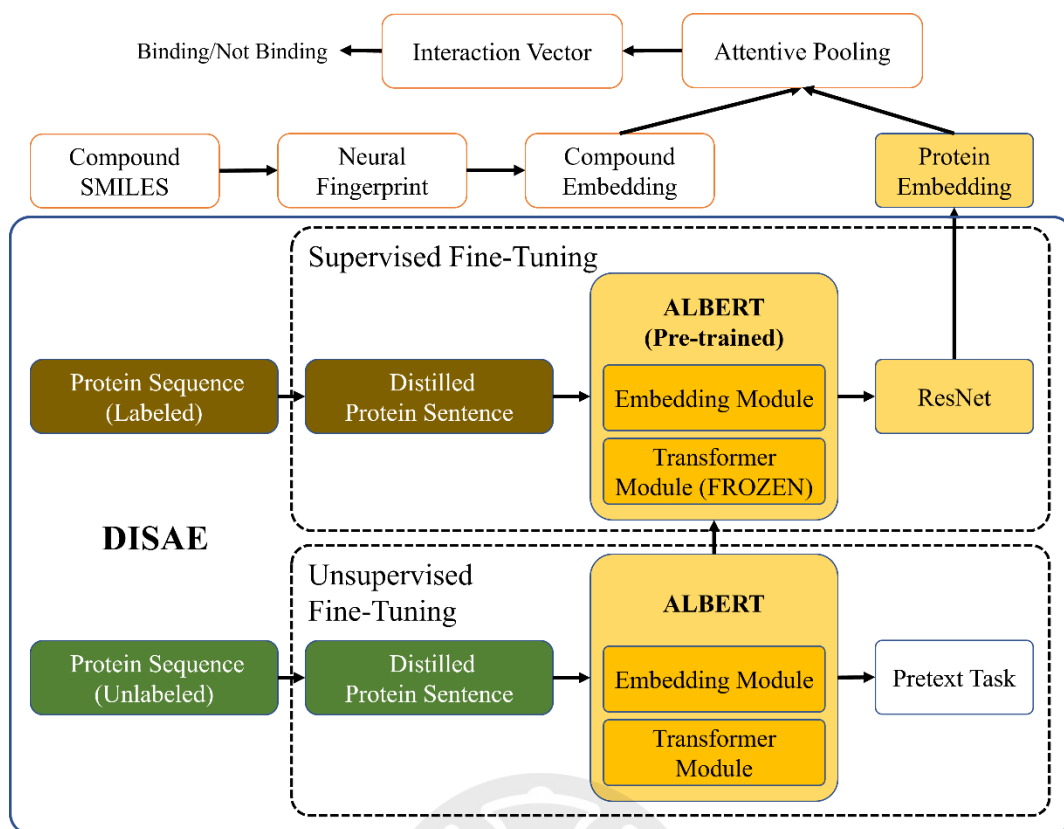 Binding/Not Binding
Interaction Vector
Attentive Pooling
Compound
SMILES
Neural
Fingerprint
Compound
Embedding
Protein
Embedding
Supervised Fine-Tuning
Protein Sequence
(Labeled)
Distilled
Protein Sentence
ALBERT
(Pre-trained)
Embedding Module
Transformer
Module (FROZEN)
ResNet
DISAE
Unsupervised
Fine-Tuning
Protein Sequence
(Unlabeled)
Distilled
Protein Sentence
ALBERT
Embedding Module
Transformer
Module
Pretext Task